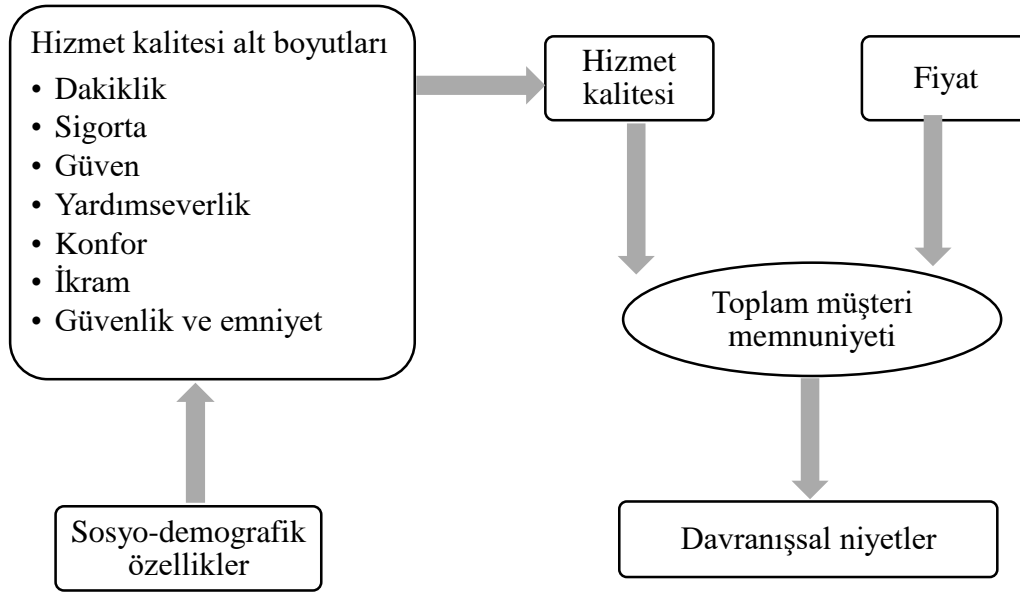 Hizmet kalitesi alt boyutları
• Dakiklik
• Sigorta
• Güven
• Yardımseverlik
• Konfor
• İkram
• Güvenlik ve emniyet
Hizmet
kalitesi
Fiyat
Toplam müşteri
memnuniyeti
Sosyo-demografik
özellikler
Davranışsal niyetler